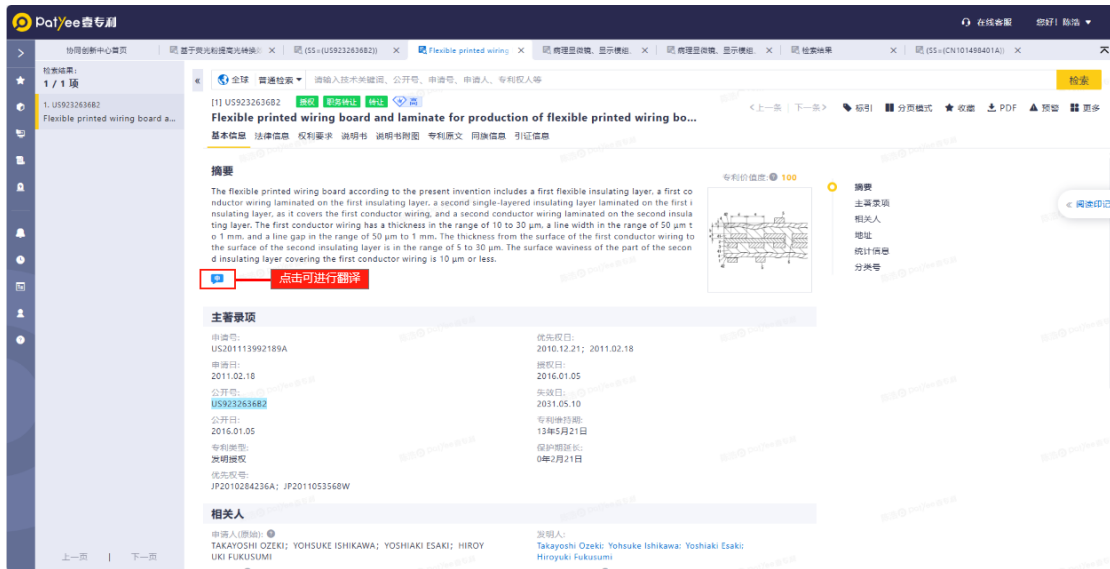 Patyee壹专利
在线客服 您好! 陈浩
协同创新中心首页 基于荧光粉提高光转换 × (SS=(US9232636B2)) × Flexible printed wiring × 病理显微镜、显示模组、 × 病理显微镜、显示模组、 × 检索结果 × (SS=(CN101498401A)) ×
检索结果:
1 / 1 项
1. US9232636B2
Flexible printed wiring board a...
« 全球 普通检索 请输入技术关键词、公开号、申请号、申请人、专利权人等 检索
[1] US9232636B2 授权 职务转让 转让 高
<上一条 | 下一条> 标引 分页模式 收藏 PDF 预警 更多
Flexible printed wiring board and laminate for production of flexible printed wiring bo...
基本信息 法律信息 权利要求 说明书 说明书附图 专利原文 同族信息 引证信息
摘要
专利价值度: 100
The flexible printed wiring board according to the present invention includes a first flexible insulating layer, a first co
nductor wiring laminated on the first insulating layer, a second single-layered insulating layer laminated on the first i
nsulating layer, as it covers the first conductor wiring, and a second conductor wiring laminated on the second insula
ting layer. The first conductor wiring has a thickness in the range of 10 to 30 μm, a line width in the range of 50 μm t
o 1 mm, and a line gap in the range of 50 μm to 1 mm. The thickness from the surface of the first conductor wiring to
the surface of the second insulating layer is in the range of 5 to 30 μm. The surface waviness of the part of the secon
d insulating layer covering the first conductor wiring is 10 μm or less.
点击可进行翻译
摘要
主著录项
相关人
地址
统计信息
分类号
« 阅读印记
主著录项
申请号:
US201113992189A
优先权日:
2010.12.21; 2011.02.18
申请日:
2011.02.18
授权日:
2016.01.05
公开号:
US9232636B2
失效日:
2031.05.10
公开日:
2016.01.05
专利维持期:
13年5月21日
专利类型:
发明授权
保护期延长:
0年2月21日
优先权号:
JP2010284236A; JP2011053568W
相关人
申请人(原始):
TAKAYOSHI OZEKI; YOHSUKE ISHIKAWA; YOSHIAKI ESAKI; HIROY
UKI FUKUSUMI
发明人:
Takayoshi Ozeki; Yohsuke Ishikawa; Yoshiaki Esaki;
Hiroyuki Fukusumi
上一页 | 下一页